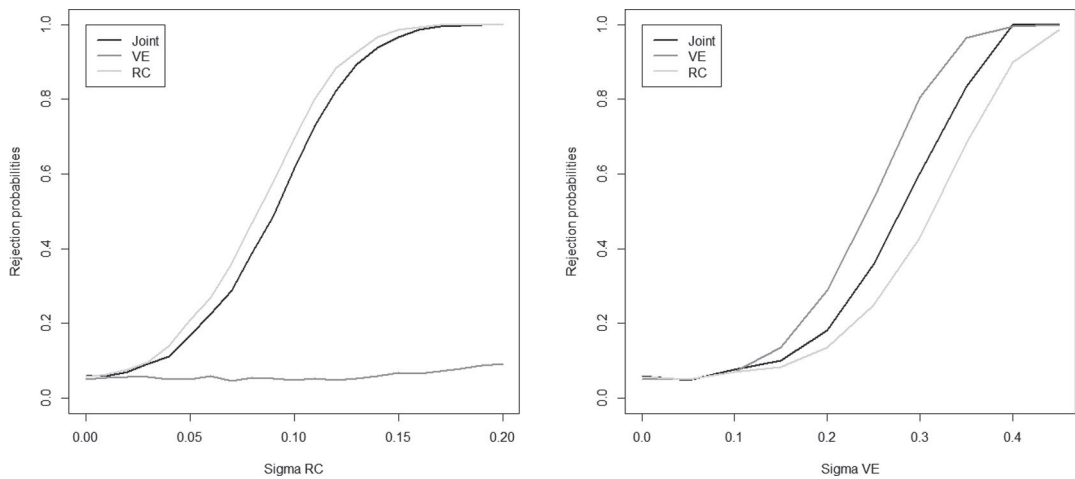 Joint
VE
RC
Rejection probabilities
0.0 0.2 0.4 0.6 0.8 1.0
0.00 0.05 0.10 0.15 0.20
Sigma RC
Joint
VE
RC
Rejection probabilities
0.0 0.2 0.4 0.6 0.8 1.0
0.0 0.1 0.2 0.3 0.4
Sigma VE